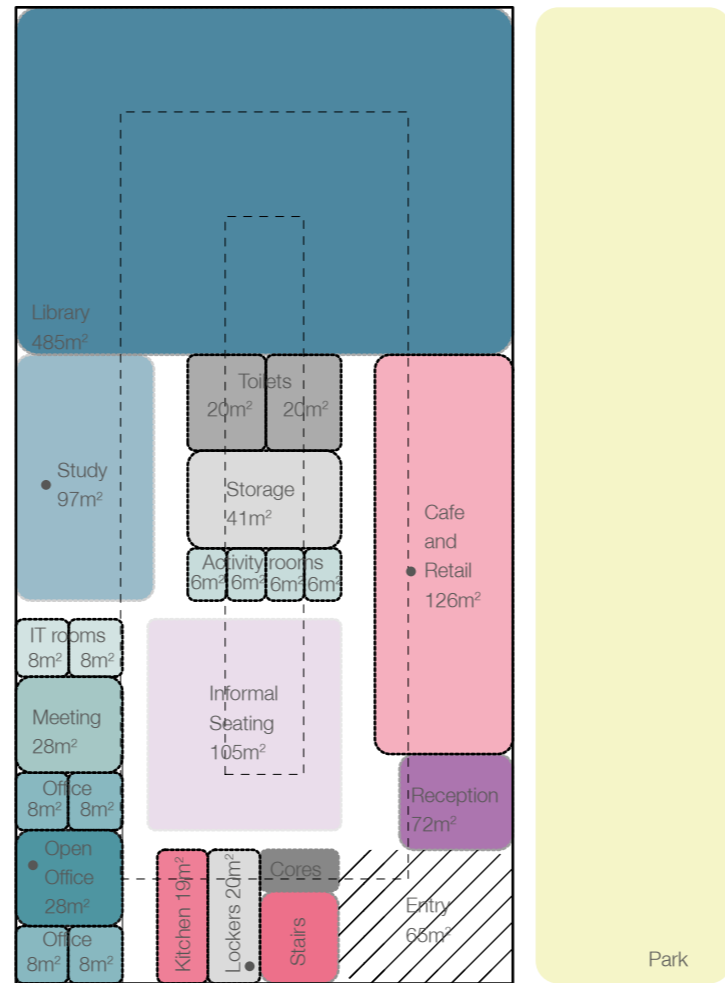 Library
485m²
Toilets
20m² 20m²
Study
97m²
Storage
41m²
Cafe
and
Retail
126m²
Activity rooms
6m² 6m² 6m² 6m²
IT rooms
8m² 8m²
Meeting
28m²
Informal
Seating
105m²
Office
8m² 8m²
Reception
72m²
Open
Office
28m²
Office
8m² 8m²
Kitchen 19m²
Lockers 20m²
Cores
Stairs
Entry
65m²
Park